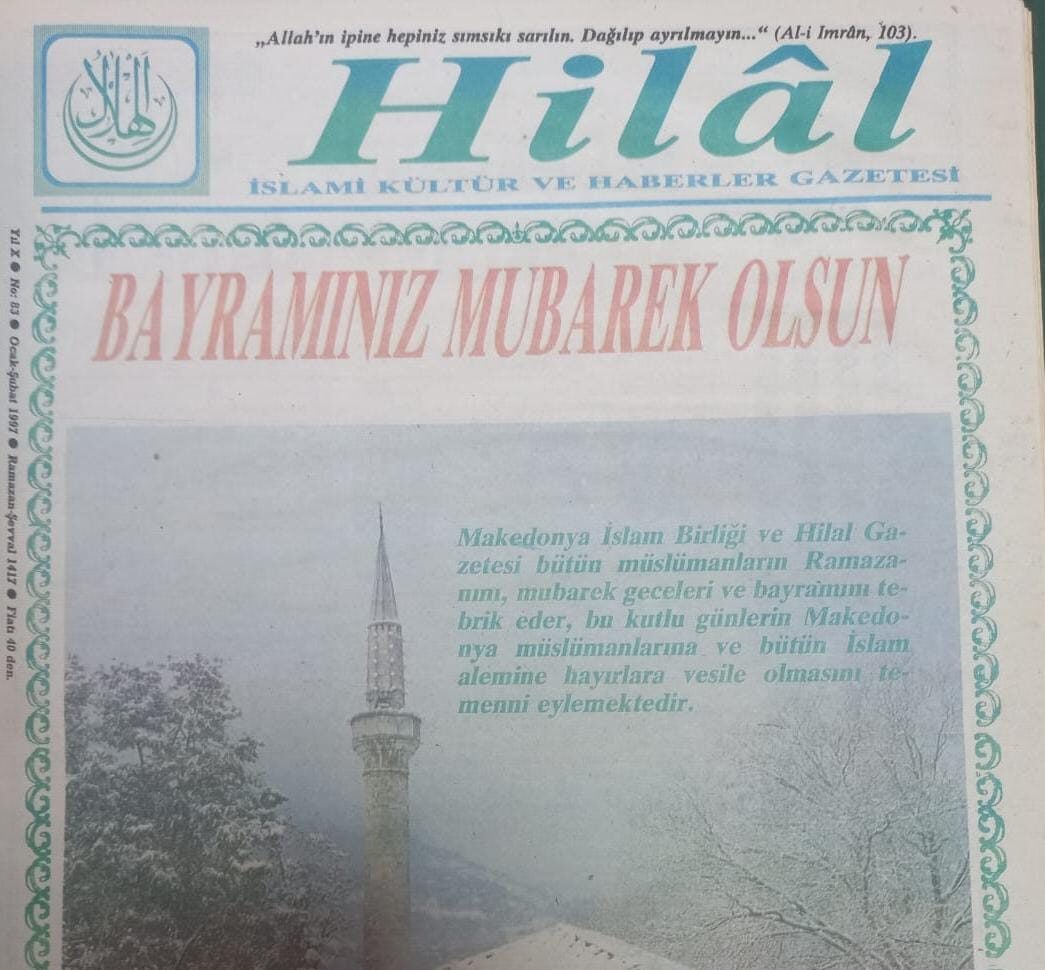 „Allah'ın ipine hepiniz sımsıkı sarılın. Dağılıp ayrılmayın...“ (Al-i Imrân, 103).
الهلال
Hilâl
İSLAMİ KÜLTÜR VE HABERLER GAZETESİ
Yıl X ● No: 83 ● Ocak-Şubat 1997 ● Ramazan-Şevval 1417 ● Fiatı 40 den.
BAYRAMINIZ MUBAREK OLSUN
Makedonya İslam Birliği ve Hilal Ga-
zetesi bütün müslümanların Ramaza-
nını, mubarek geceleri ve bayramını te-
brik eder, bu kutlu günlerin Makedo-
nya müslümanlarına ve bütün İslam
alemine hayırlara vesile olmasını te-
menni eylemektedir.